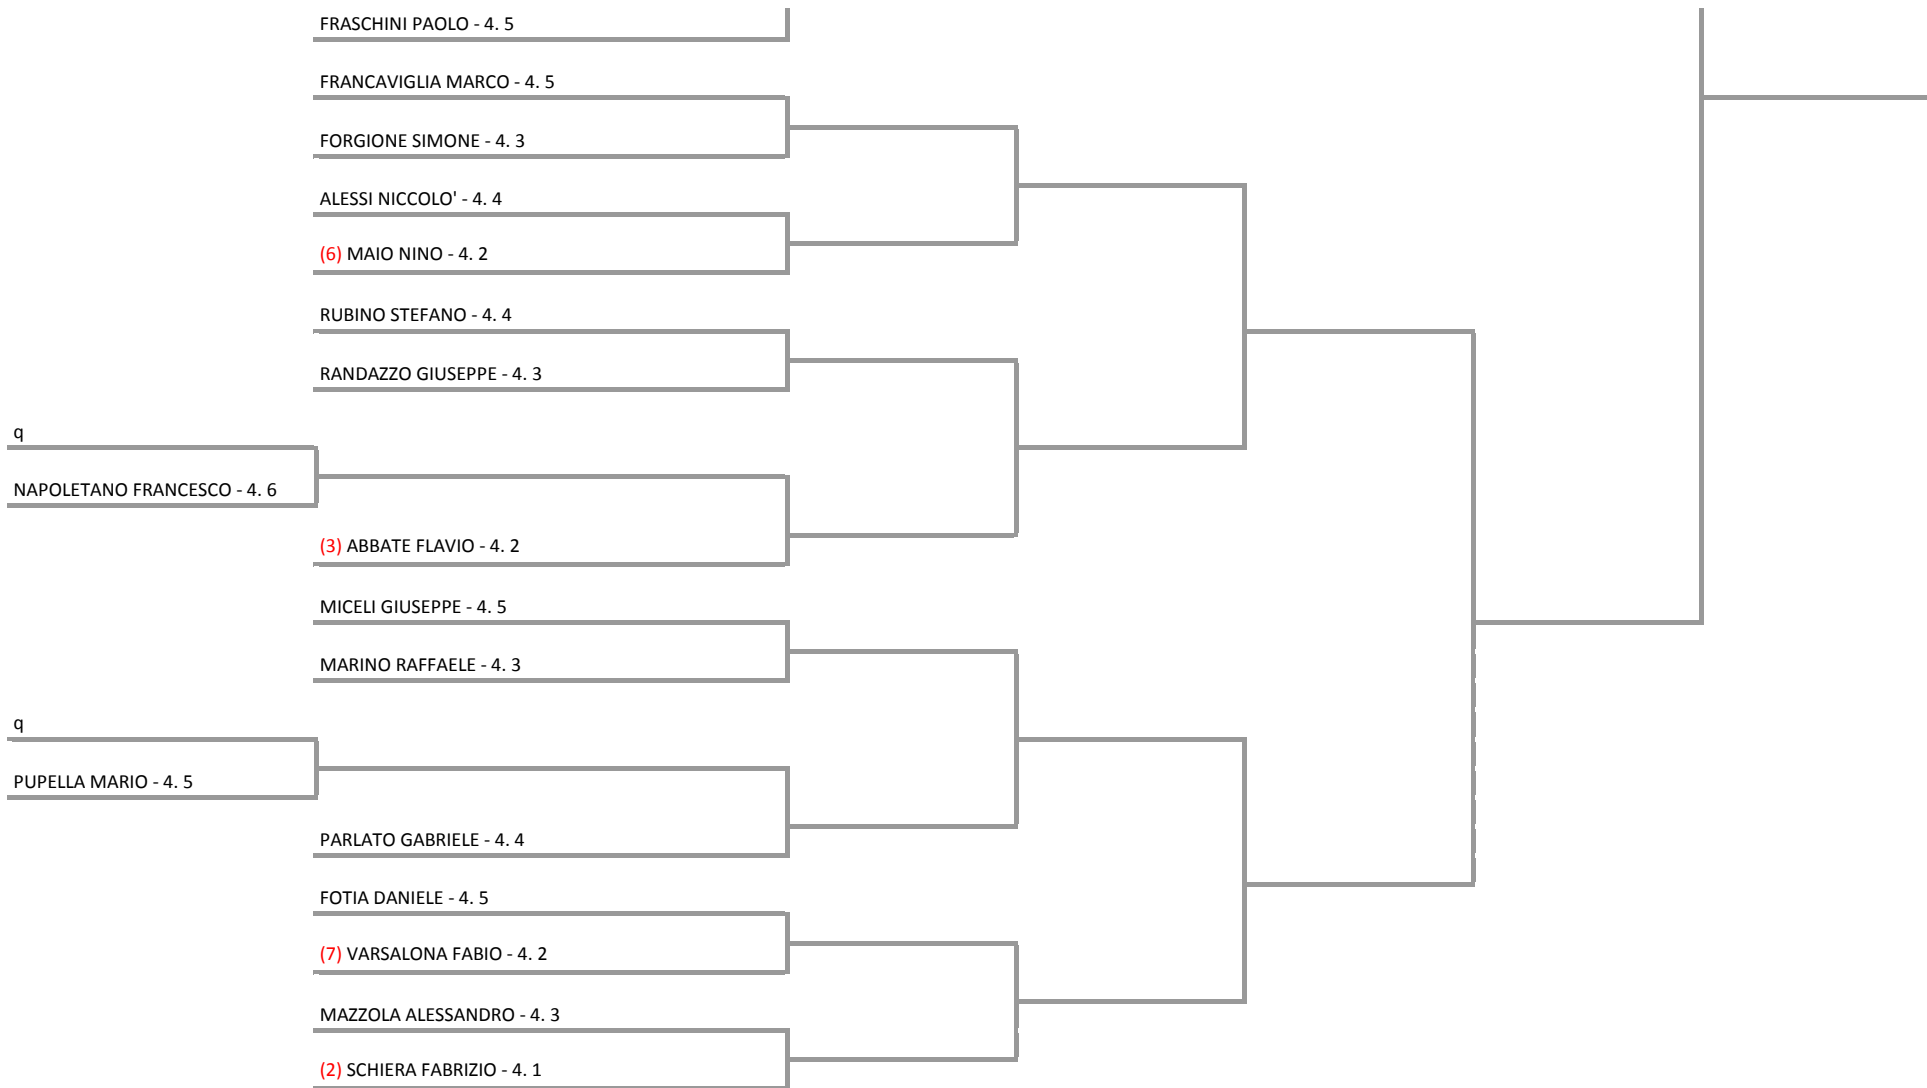 FRASCHINI PAOLO - 4. 5
FRANCAVIGLIA MARCO - 4. 5
FORGIONE SIMONE - 4. 3
ALESSI NICCOLO' - 4. 4
(6) MAIO NINO - 4. 2
RUBINO STEFANO - 4. 4
RANDAZZO GIUSEPPE - 4. 3
q
NAPOLETANO FRANCESCO - 4. 6
(3) ABBATE FLAVIO - 4. 2
MICELI GIUSEPPE - 4. 5
MARINO RAFFAELE - 4. 3
q
PUPELLA MARIO - 4. 5
PARLATO GABRIELE - 4. 4
FOTIA DANIELE - 4. 5
(7) VARSALONA FABIO - 4. 2
MAZZOLA ALESSANDRO - 4. 3
(2) SCHIERA FABRIZIO - 4. 1